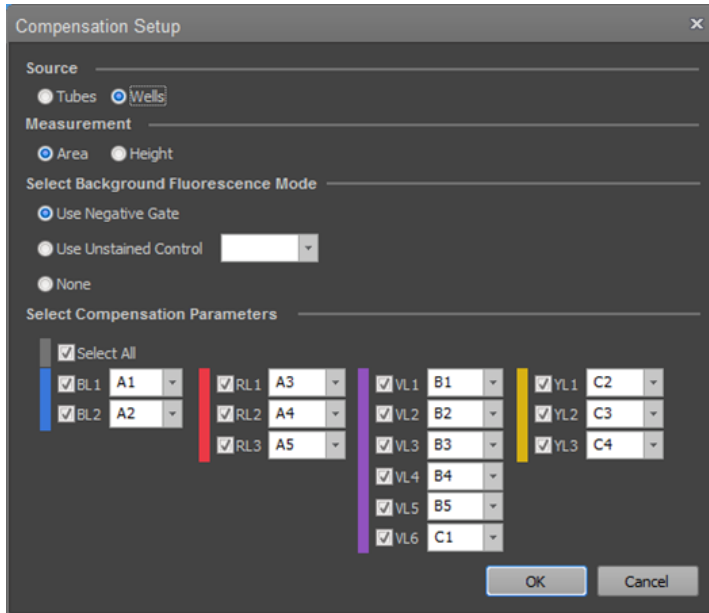 Compensation Setup
Source
Tubes Wells
Measurement
Area Height
Select Background Fluorescence Mode
Use Negative Gate
Use Unstained Control
None
Select Compensation Parameters
Select All
BL1 A1 RL1 A3 VL1 B1 YL1 C2
BL2 A2 RL2 A4 VL2 B2 YL2 C3
RL3 A5 VL3 B3 YL3 C4
VL4 B4
VL5 B5
VL6 C1
OK Cancel